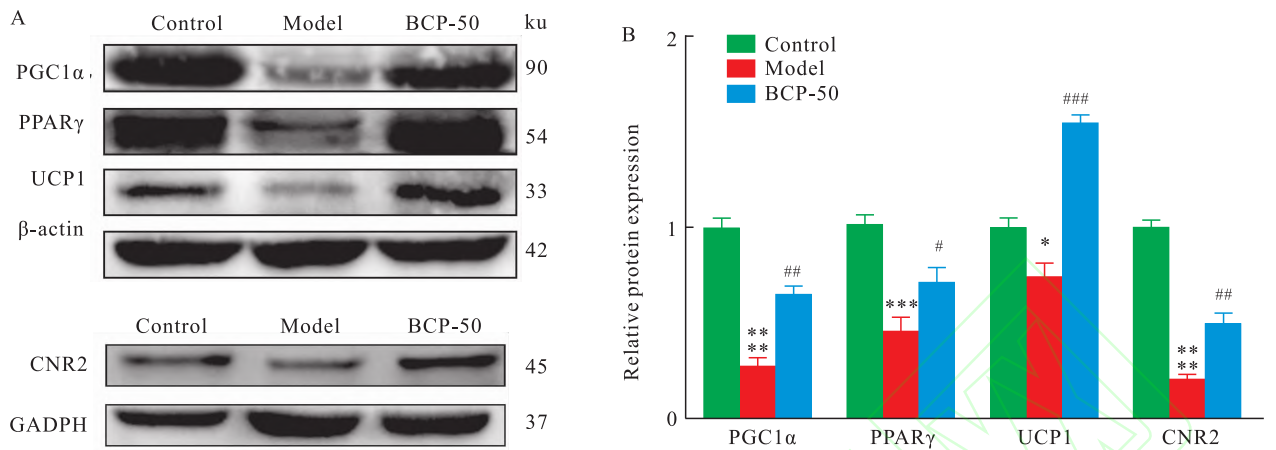 A
Control Model BCP-50 ku
PGC1α 90
PPARγ 54
UCP1 33
β-actin 42
Control Model BCP-50
CNR2 45
GADPH 37
B
Relative protein expression
2
1
0
Control
Model
BCP-50
**
**
##
***
#
*
###
**
**
##
PGC1α PPARγ UCP1 CNR2